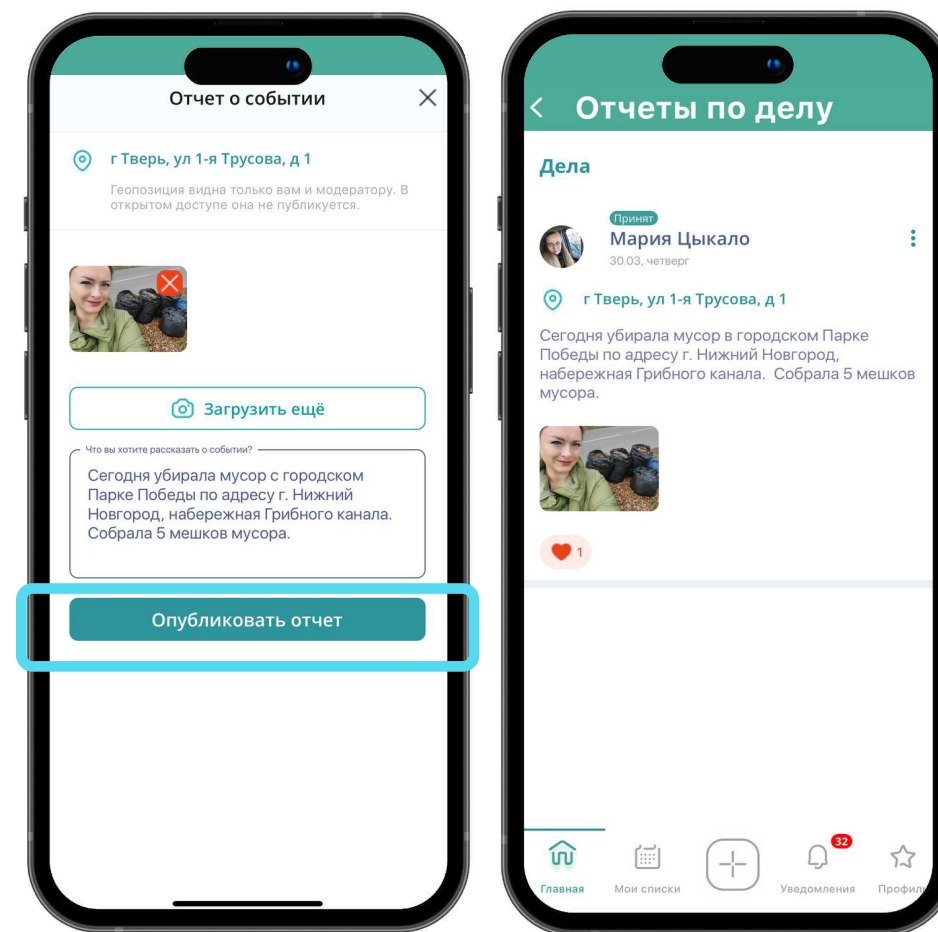 Отчет о событии
г Тверь, ул 1-я Трусова, д 1
Геопозиция видна только вам и модератору. В
открытом доступе она не публикуется.
Загрузить ещё
Что вы хотите рассказать о событии?
Сегодня убирала мусор с городском
Парке Победы по адресу г. Нижний
Новгород, набережная Грибного канала.
Собрала 5 мешков мусора.
Опубликовать отчет
Отчеты по делу
Дела
Принят
Мария Цыкало
30.03, четверг
г Тверь, ул 1-я Трусова, д 1
Сегодня убирала мусор в городском Парке
Победы по адресу г. Нижний Новгород,
набережная Грибного канала. Собрала 5 мешков
мусора.
1
32
Главная Мои списки Уведомления Профиль